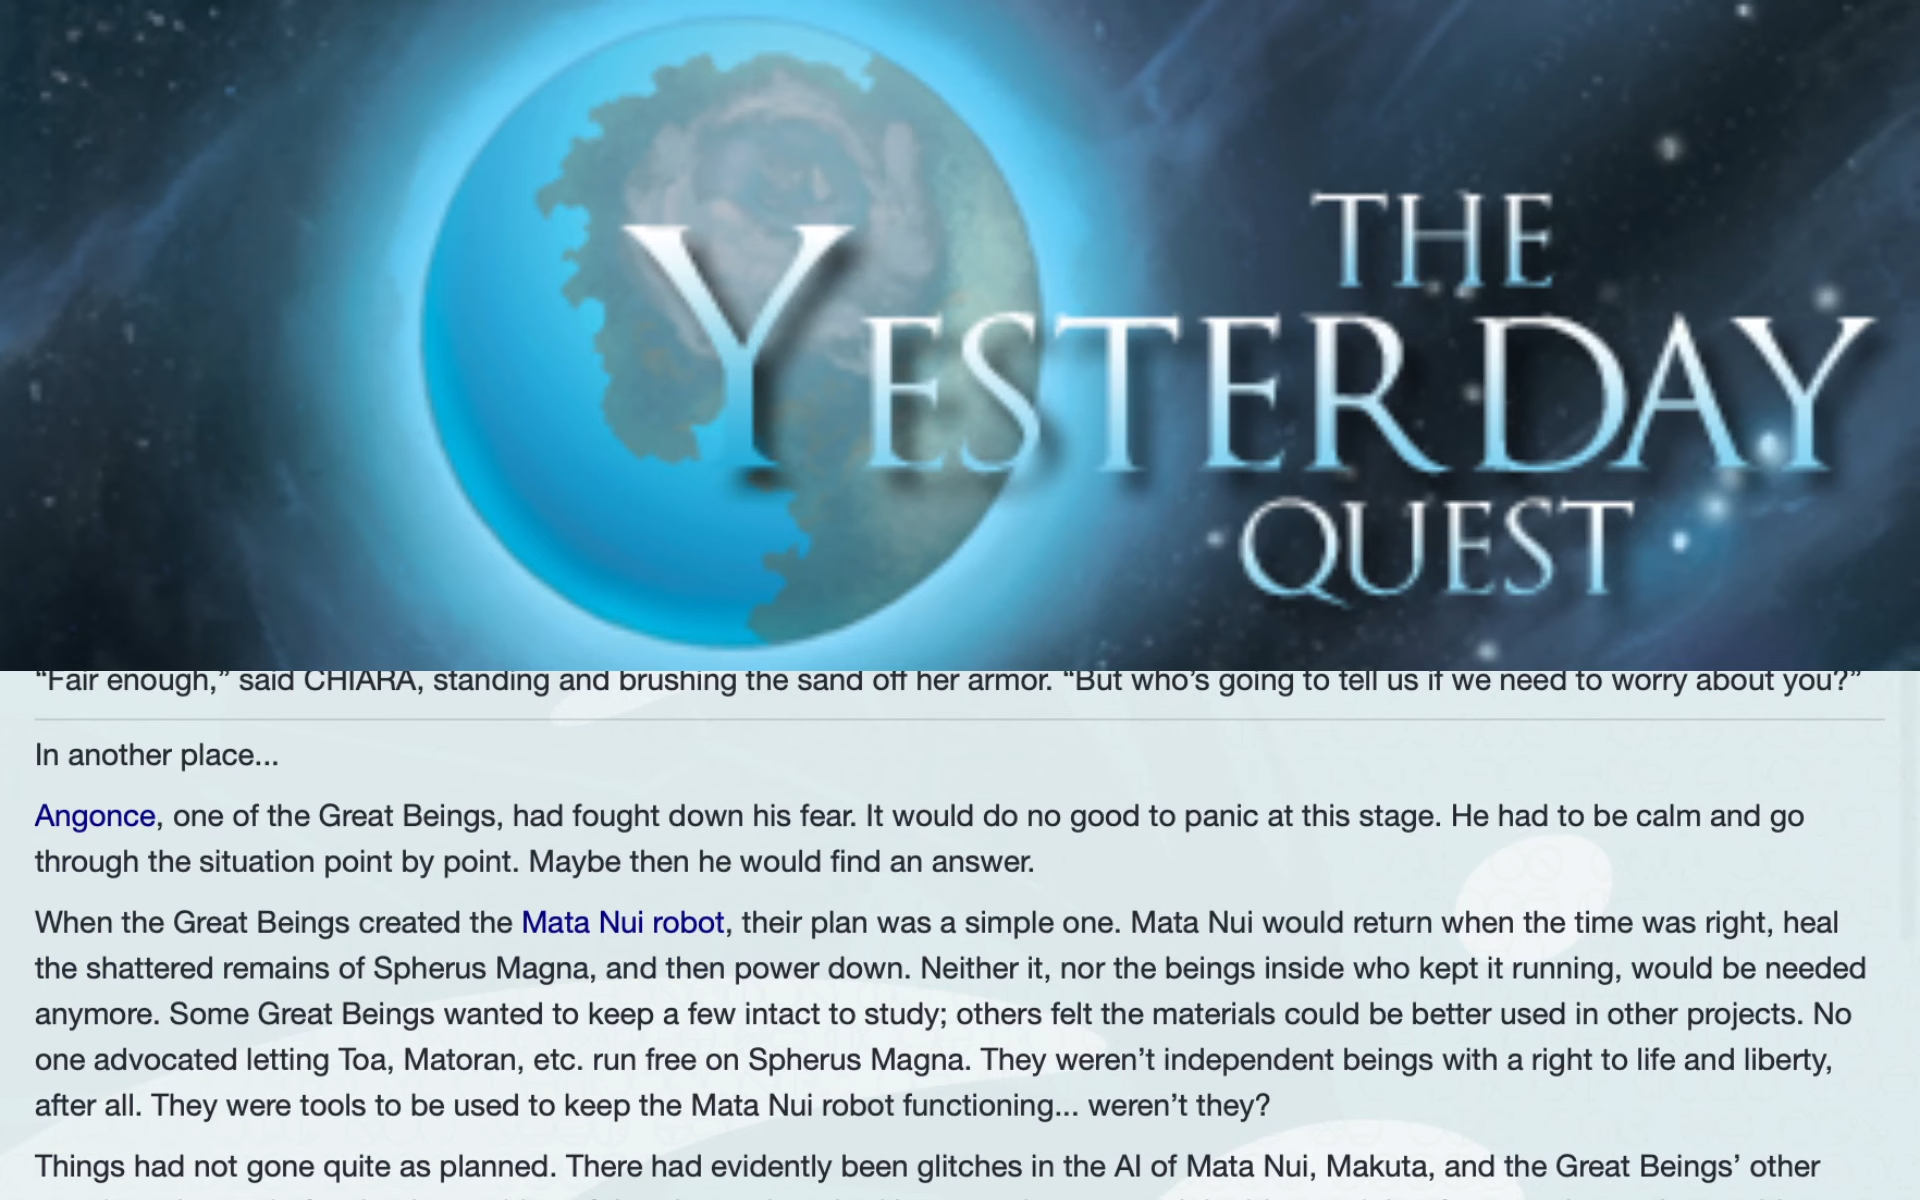 THE
YESTERDAY
QUEST
“Fair enough,” said CHIARA, standing and brushing the sand off her armor. “But who’s going to tell us if we need to worry about you?”
In another place...
Angonce, one of the Great Beings, had fought down his fear. It would do no good to panic at this stage. He had to be calm and go
through the situation point by point. Maybe then he would find an answer.
When the Great Beings created the Mata Nui robot, their plan was a simple one. Mata Nui would return when the time was right, heal
the shattered remains of Spherus Magna, and then power down. Neither it, nor the beings inside who kept it running, would be needed
anymore. Some Great Beings wanted to keep a few intact to study; others felt the materials could be better used in other projects. No
one advocated letting Toa, Matoran, etc. run free on Spherus Magna. They weren’t independent beings with a right to life and liberty,
after all. They were tools to be used to keep the Mata Nui robot functioning... weren’t they?
Things had not gone quite as planned. There had evidently been glitches in the AI of Mata Nui, Makuta, and the Great Beings’ other